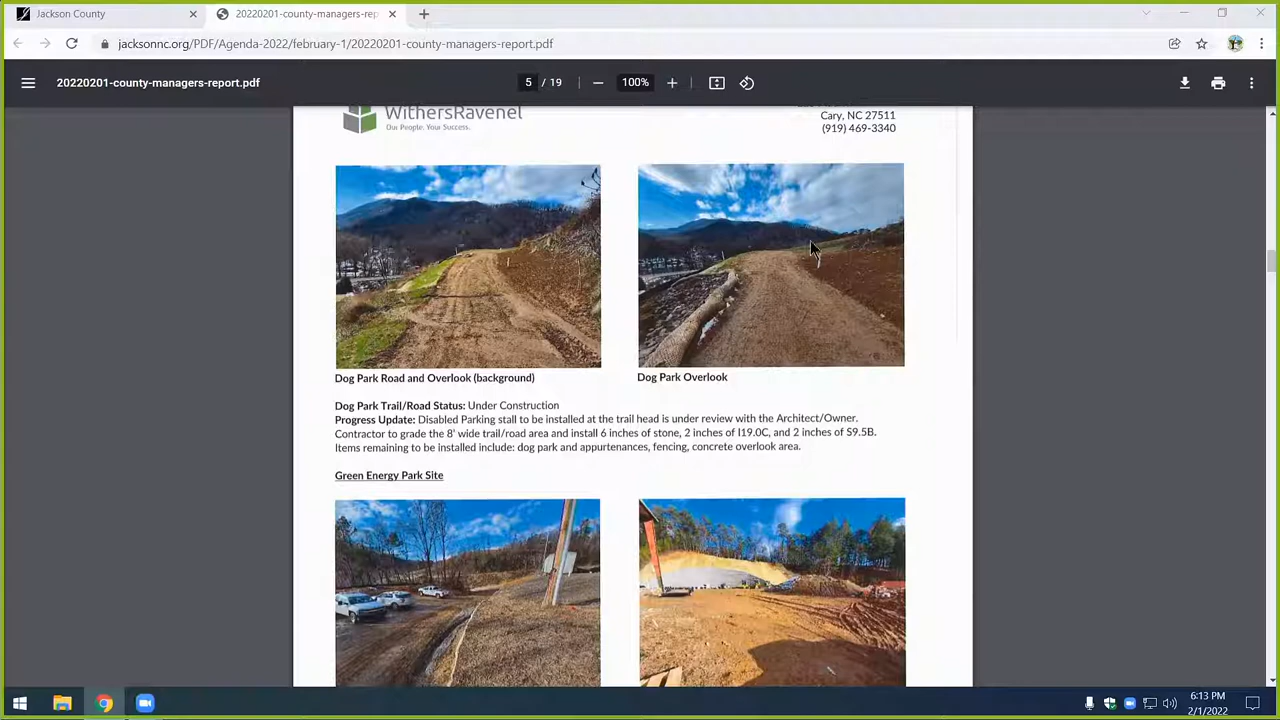 Jackson County
20220201-county-managers-rep
jacksonnc.org/PDF/Agenda-2022/february-1/20220201-county-managers-report.pdf
20220201-county-managers-report.pdf
5 / 19
100%
WithersRavenel
Our People. Your Success.
Cary, NC 27511
(919) 469-3340
Dog Park Road and Overlook (background)
Dog Park Overlook
Dog Park Trail/Road Status: Under Construction
Progress Update: Disabled Parking stall to be installed at the trail head is under review with the Architect/Owner.
Contractor to grade the 8' wide trail/road area and install 6 inches of stone, 2 inches of I19.0C, and 2 inches of S9.5B.
Items remaining to be installed include: dog park and appurtenances, fencing, concrete overlook area.
Green Energy Park Site
6:13 PM
2/1/2022